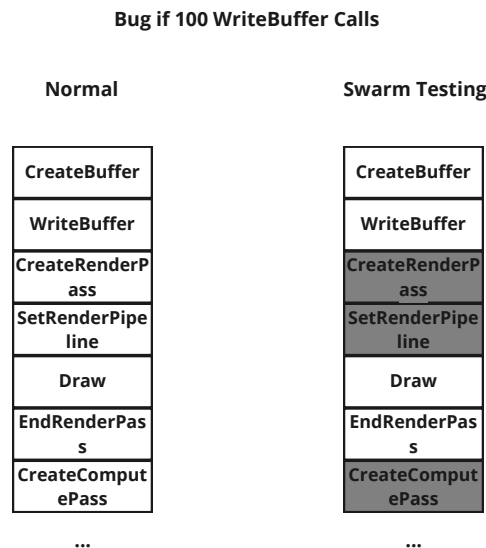 Bug if 100 WriteBuffer Calls
Normal
CreateBuffer
WriteBuffer
CreateRenderP
ass
SetRenderPipe
line
Draw
EndRenderPas
s
CreateComput
ePass
...
Swarm Testing
CreateBuffer
WriteBuffer
CreateRenderP
ass
SetRenderPipe
line
Draw
EndRenderPas
s
CreateComput
ePass
...